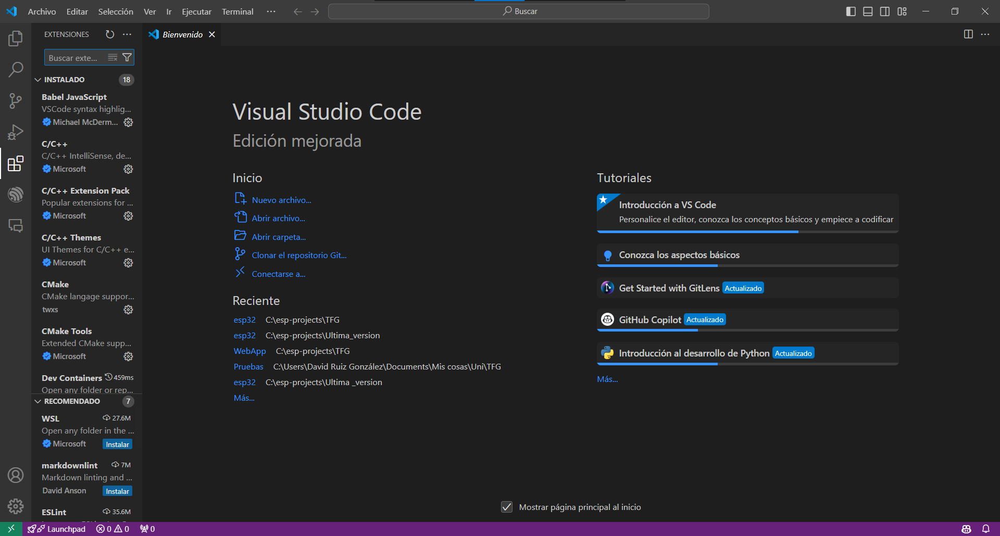 Archivo Editar Selección Ver Ir Ejecutar Terminal ··· Buscar
EXTENSIONES
Buscar exte...
INSTALADO 18
Babel JavaScript
VSCode syntax highlig...
Michael McDerm...
C/C++
C/C++ IntelliSense, de...
Microsoft
C/C++ Extension Pack
Popular extensions for ...
Microsoft
C/C++ Themes
UI Themes for C/C++ e...
Microsoft
CMake
CMake langage suppor...
twxs
CMake Tools
Extended CMake supp...
Microsoft
Dev Containers 459ms
Open any folder or rep...
RECOMENDADO 7
WSL 27.6M
Open any folder in the ...
Microsoft Instalar
markdownlint 7M
Markdown linting and ...
David Anson Instalar
ESLint 35.6M
Bienvenido
Visual Studio Code
Edición mejorada
Inicio
Nuevo archivo...
Abrir archivo...
Abrir carpeta...
Clonar el repositorio Git...
Conectarse a...
Reciente
esp32 C:\esp-projects\TFG
esp32 C:\esp-projects\Ultima_version
WebApp C:\esp-projects\TFG
Pruebas C:\Users\David Ruiz González\Documents\Mis cosas\Uni\TFG
esp32 C:\esp-projects\Ultima _version
Más...
Tutoriales
Introducción a VS Code
Personalice el editor, conozca los conceptos básicos y empiece a codificar
Conozca los aspectos básicos
Get Started with GitLens Actualizado
GitHub Copilot Actualizado
Introducción al desarrollo de Python Actualizado
Más...
Mostrar página principal al inicio
Launchpad 0 0 0